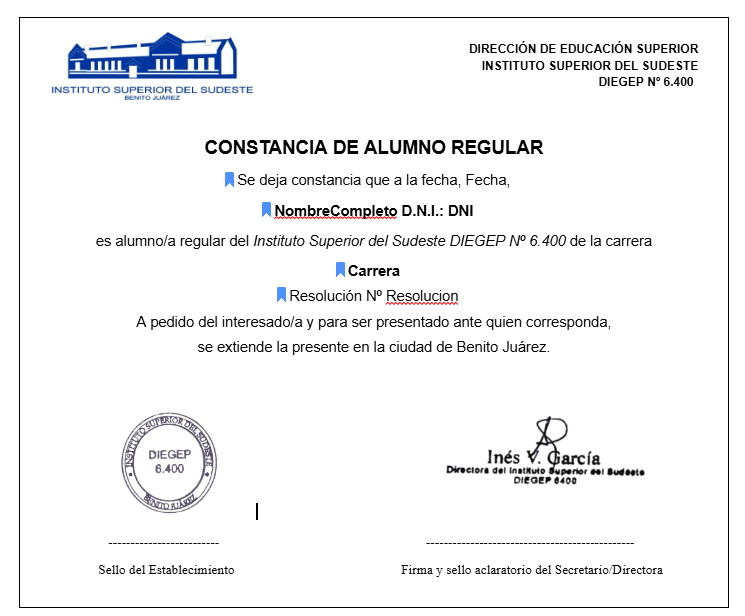 INSTITUTO SUPERIOR DEL SUDESTE
BENITO JUÁREZ
DIRECCIÓN DE EDUCACIÓN SUPERIOR
INSTITUTO SUPERIOR DEL SUDESTE
DIEGEP Nº 6.400
CONSTANCIA DE ALUMNO REGULAR
Se deja constancia que a la fecha, Fecha,
NombreCompleto D.N.I.: DNI
es alumno/a regular del Instituto Superior del Sudeste DIEGEP Nº 6.400 de la carrera
Carrera
Resolución Nº Resolucion
A pedido del interesado/a y para ser presentado ante quien corresponda,
se extiende la presente en la ciudad de Benito Juárez.
INSTITUTO SUPERIOR DEL SUDESTE
DIEGEP
6.400
BENITO JUÁREZ
Inés V. García
Directora del Instituto Superior del Sudeste
DIEGEP 6400
Sello del Establecimiento
Firma y sello aclaratorio del Secretario/Directora